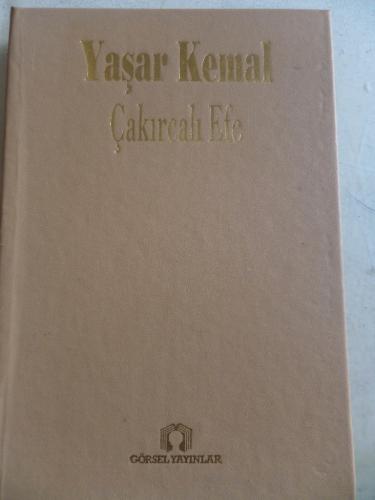 Yaşar Kemal
Çakırcalı Efe
GÖRSEL YAYINLAR